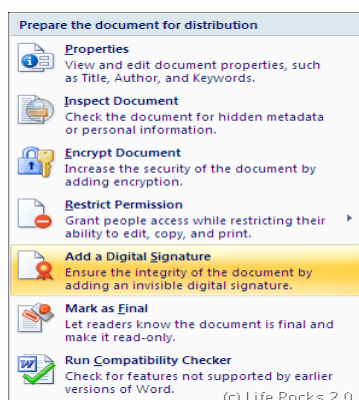 Prepare the document for distribution
Properties
View and edit document properties, such
as Title, Author, and Keywords.
Inspect Document
Check the document for hidden metadata
or personal information.
Encrypt Document
Increase the security of the document by
adding encryption.
Restrict Permission
Grant people access while restricting their
ability to edit, copy, and print.
Add a Digital Signature
Ensure the integrity of the document by
adding an invisible digital signature.
Mark as Final
Let readers know the document is final and
make it read-only.
Run Compatibility Checker
Check for features not supported by earlier
versions of Word.
(c) Life Rocks 2.0